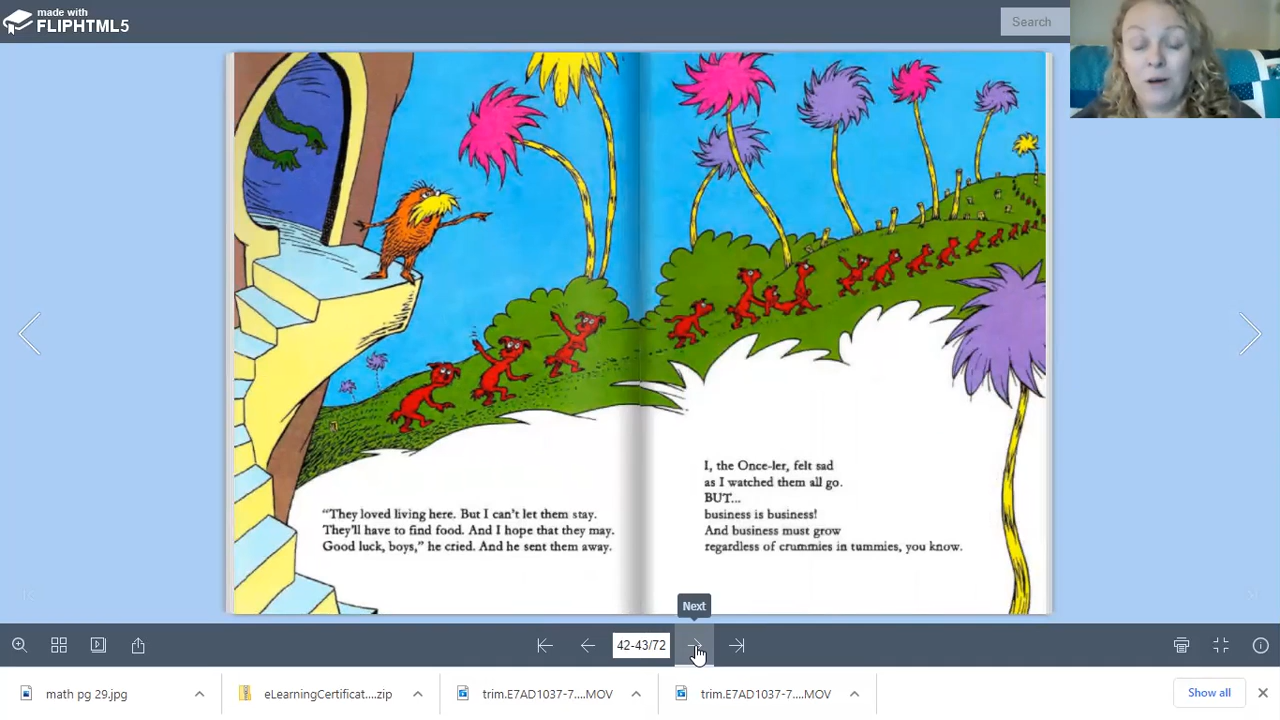 made with
FLIPHTML5
Search
"They loved living here. But I can't let them stay.
They'll have to find food. And I hope that they may.
Good luck, boys," he cried. And he sent them away.
I, the Once-ler, felt sad
as I watched them all go.
BUT...
business is business!
And business must grow
regardless of crummies in tummies, you know.
Next
42-43/72
math pg 29.jpg
eLearningCertificat....zip
trim.E7AD1037-7....MOV
trim.E7AD1037-7....MOV
Show all